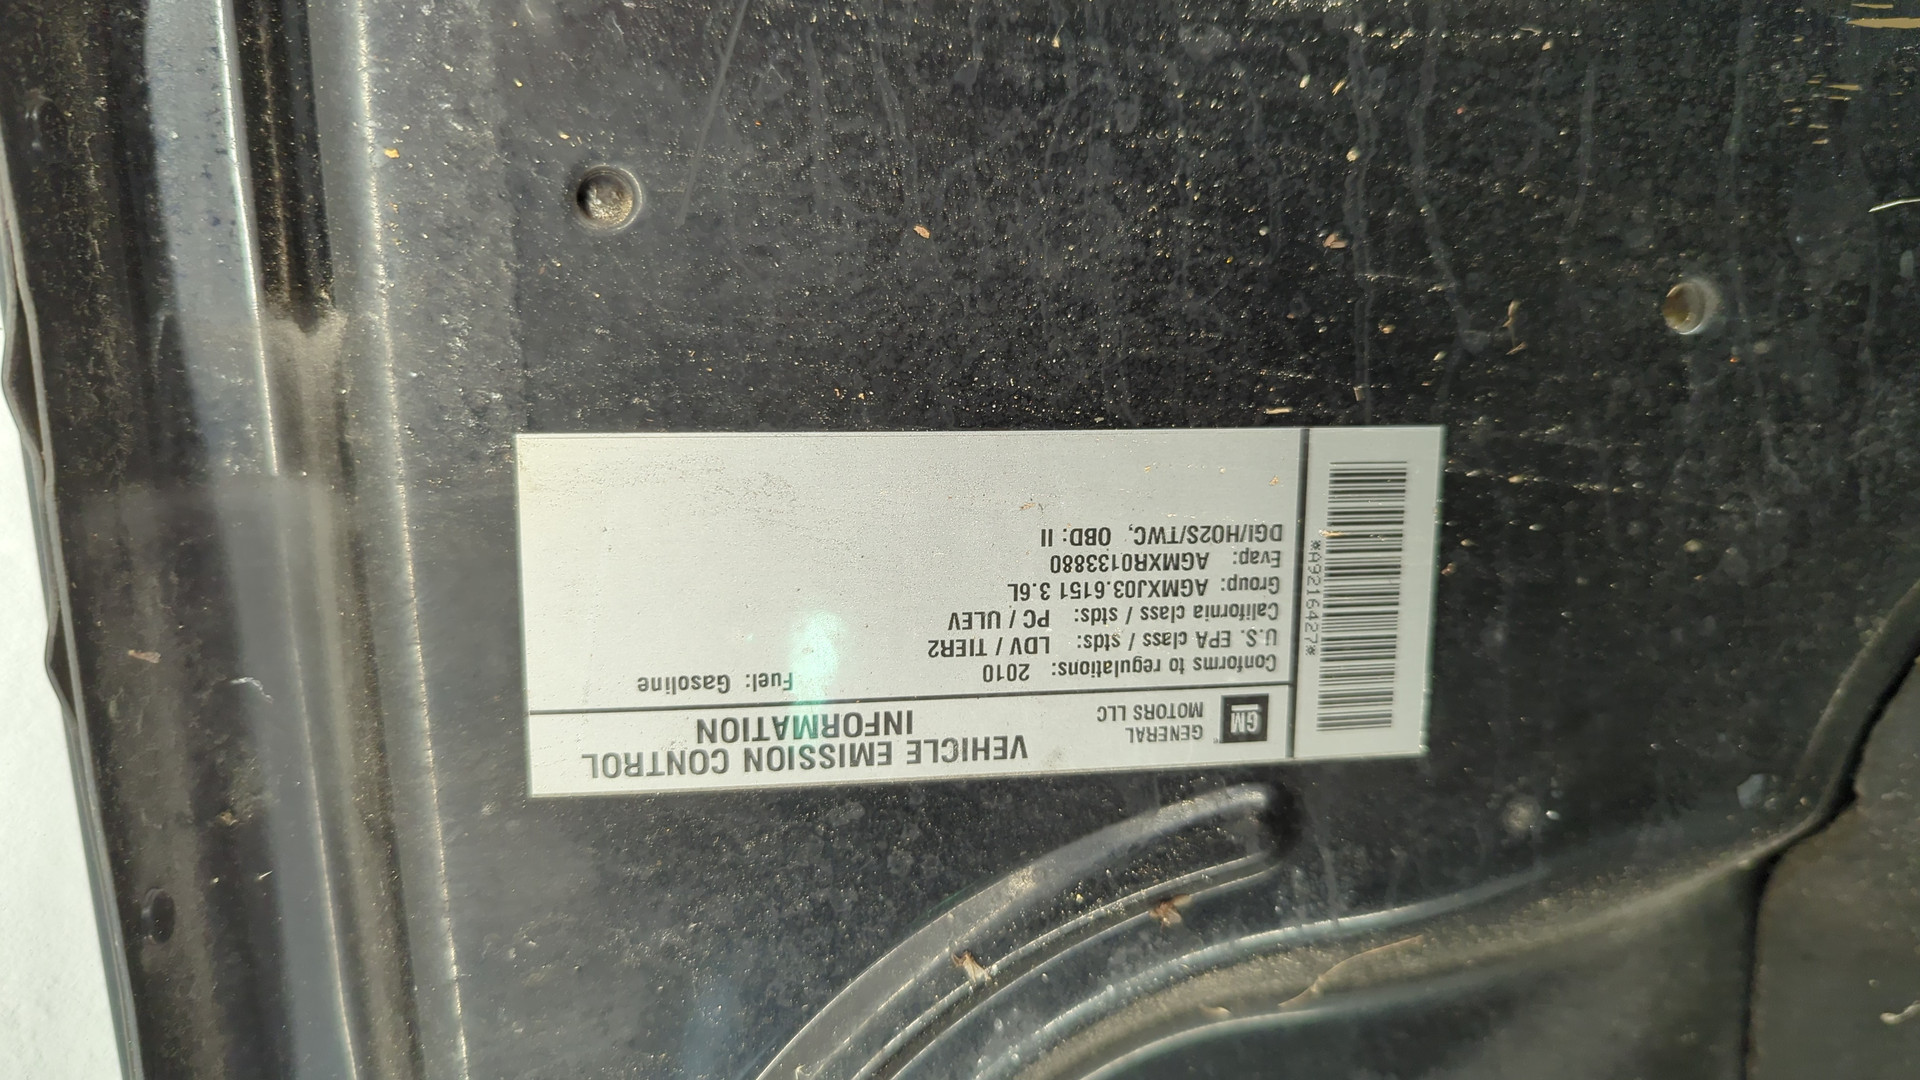 GM GENERAL
MOTORS LLC
VEHICLE EMISSION CONTROL
INFORMATION
Conforms to regulations: 2010 Fuel: Gasoline
U.S. EPA class / stds: LDV / TIER2
California class / stds: PC / ULEV
Group: AGMXJ03.6151 3.6L
Evap: AGMXR0133880
DGI/HO2S/TWC, OBD: II
*A9216427*